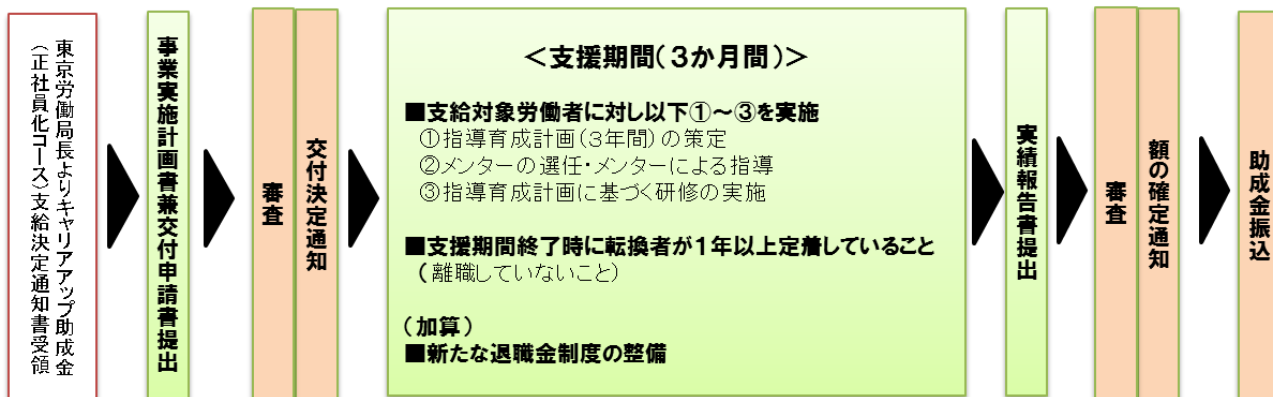 東京労働局長よりキャリアアップ助成金
（正社員化コース）支給決定通知書受領
事業実施計画書兼交付申請書提出
審査
交付決定通知
＜支援期間（３か月間）＞
■支給対象労働者に対し以下①～③を実施
①指導育成計画（３年間）の策定
②メンターの選任・メンターによる指導
③指導育成計画に基づく研修の実施
■支援期間終了時に転換者が１年以上定着していること
（離職していないこと）
（加算）
■新たな退職金制度の整備
実績報告書提出
審査
額の確定通知
助成金振込